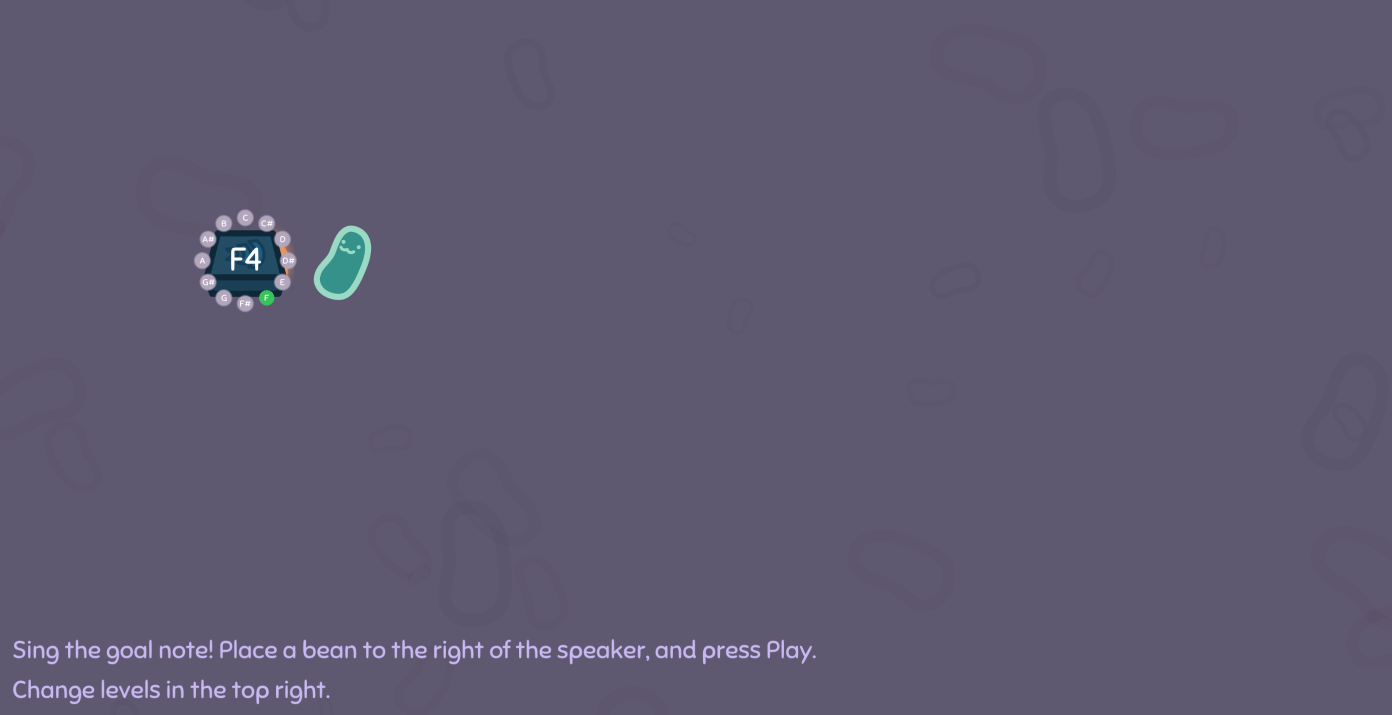 C
B
C#
A#
D
A
F4
D#
G#
E
G
F#
F
Sing the goal note! Place a bean to the right of the speaker, and press Play.
Change levels in the top right.